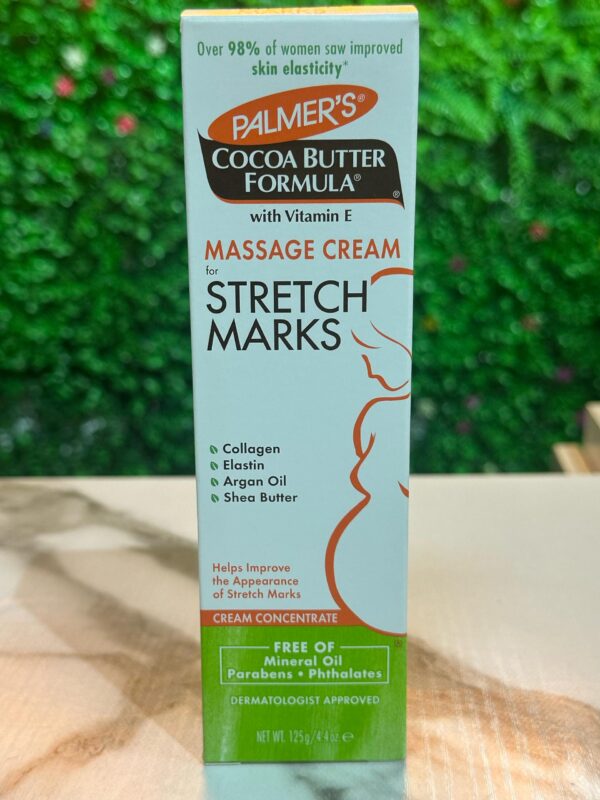 Over 98% of women saw improved
skin elasticity*
PALMER'S®
COCOA BUTTER
FORMULA®
®
with Vitamin E
MASSAGE CREAM
for
STRETCH
MARKS
Collagen
Elastin
Argan Oil
Shea Butter
Helps Improve
the Appearance
of Stretch Marks
CREAM CONCENTRATE
®
FREE OF
Mineral Oil
Parabens • Phthalates
DERMATOLOGIST APPROVED
NET WT. 125g/4.4oz ℮